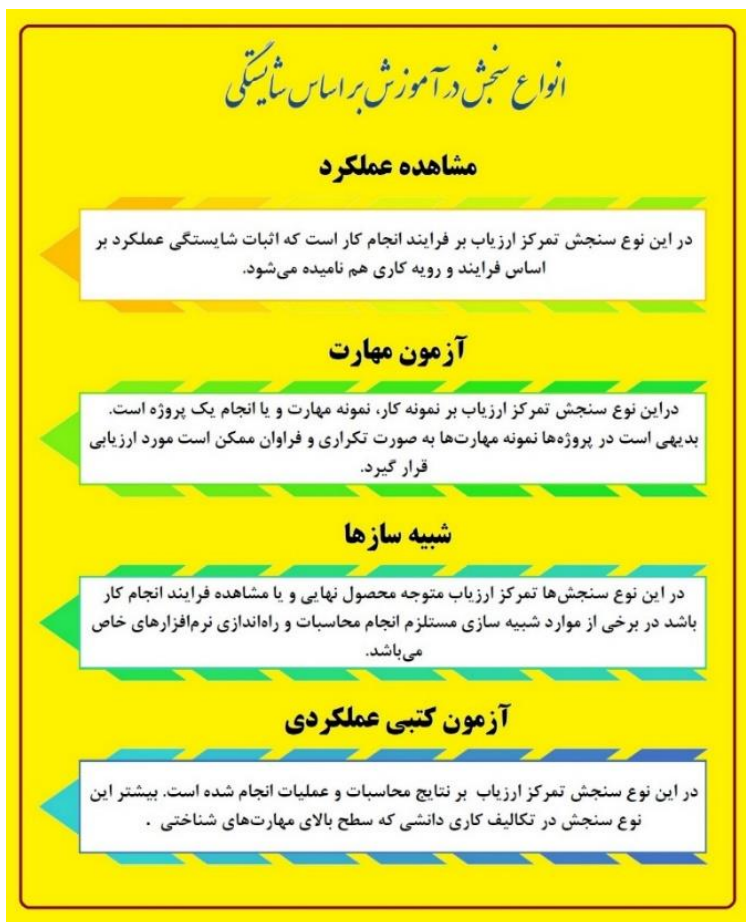 انواع سنجش در آموزش بر اساس شایستگی
مشاهده عملکرد
در این نوع سنجش تمرکز ارزیاب بر فرایند انجام کار است که اثبات شایستگی عملکرد بر
اساس فرایند و رویه کاری هم نامیده می‌شود.
آزمون مهارت
دراین نوع سنجش تمرکز ارزیاب بر نمونه کار، نمونه مهارت و یا انجام یک پروژه است.
بدیهی است در پروژه‌ها نمونه مهارت‌ها به صورت تکراری و فراوان ممکن است مورد ارزیابی
قرار گیرد.
شبیه سازها
در این نوع سنجش‌ها تمرکز ارزیاب متوجه محصول نهایی و یا مشاهده فرایند انجام کار
باشد در برخی از موارد شبیه سازی مستلزم انجام محاسبات و راه‌اندازی نرم‌افزارهای خاص
می‌باشد.
آزمون کتبی عملکردی
در این نوع سنجش تمرکز ارزیاب بر نتایج محاسبات و عملیات انجام شده است. بیشتر این
نوع سنجش در تکالیف کاری دانشی که سطح بالای مهارت‌های شناختی .